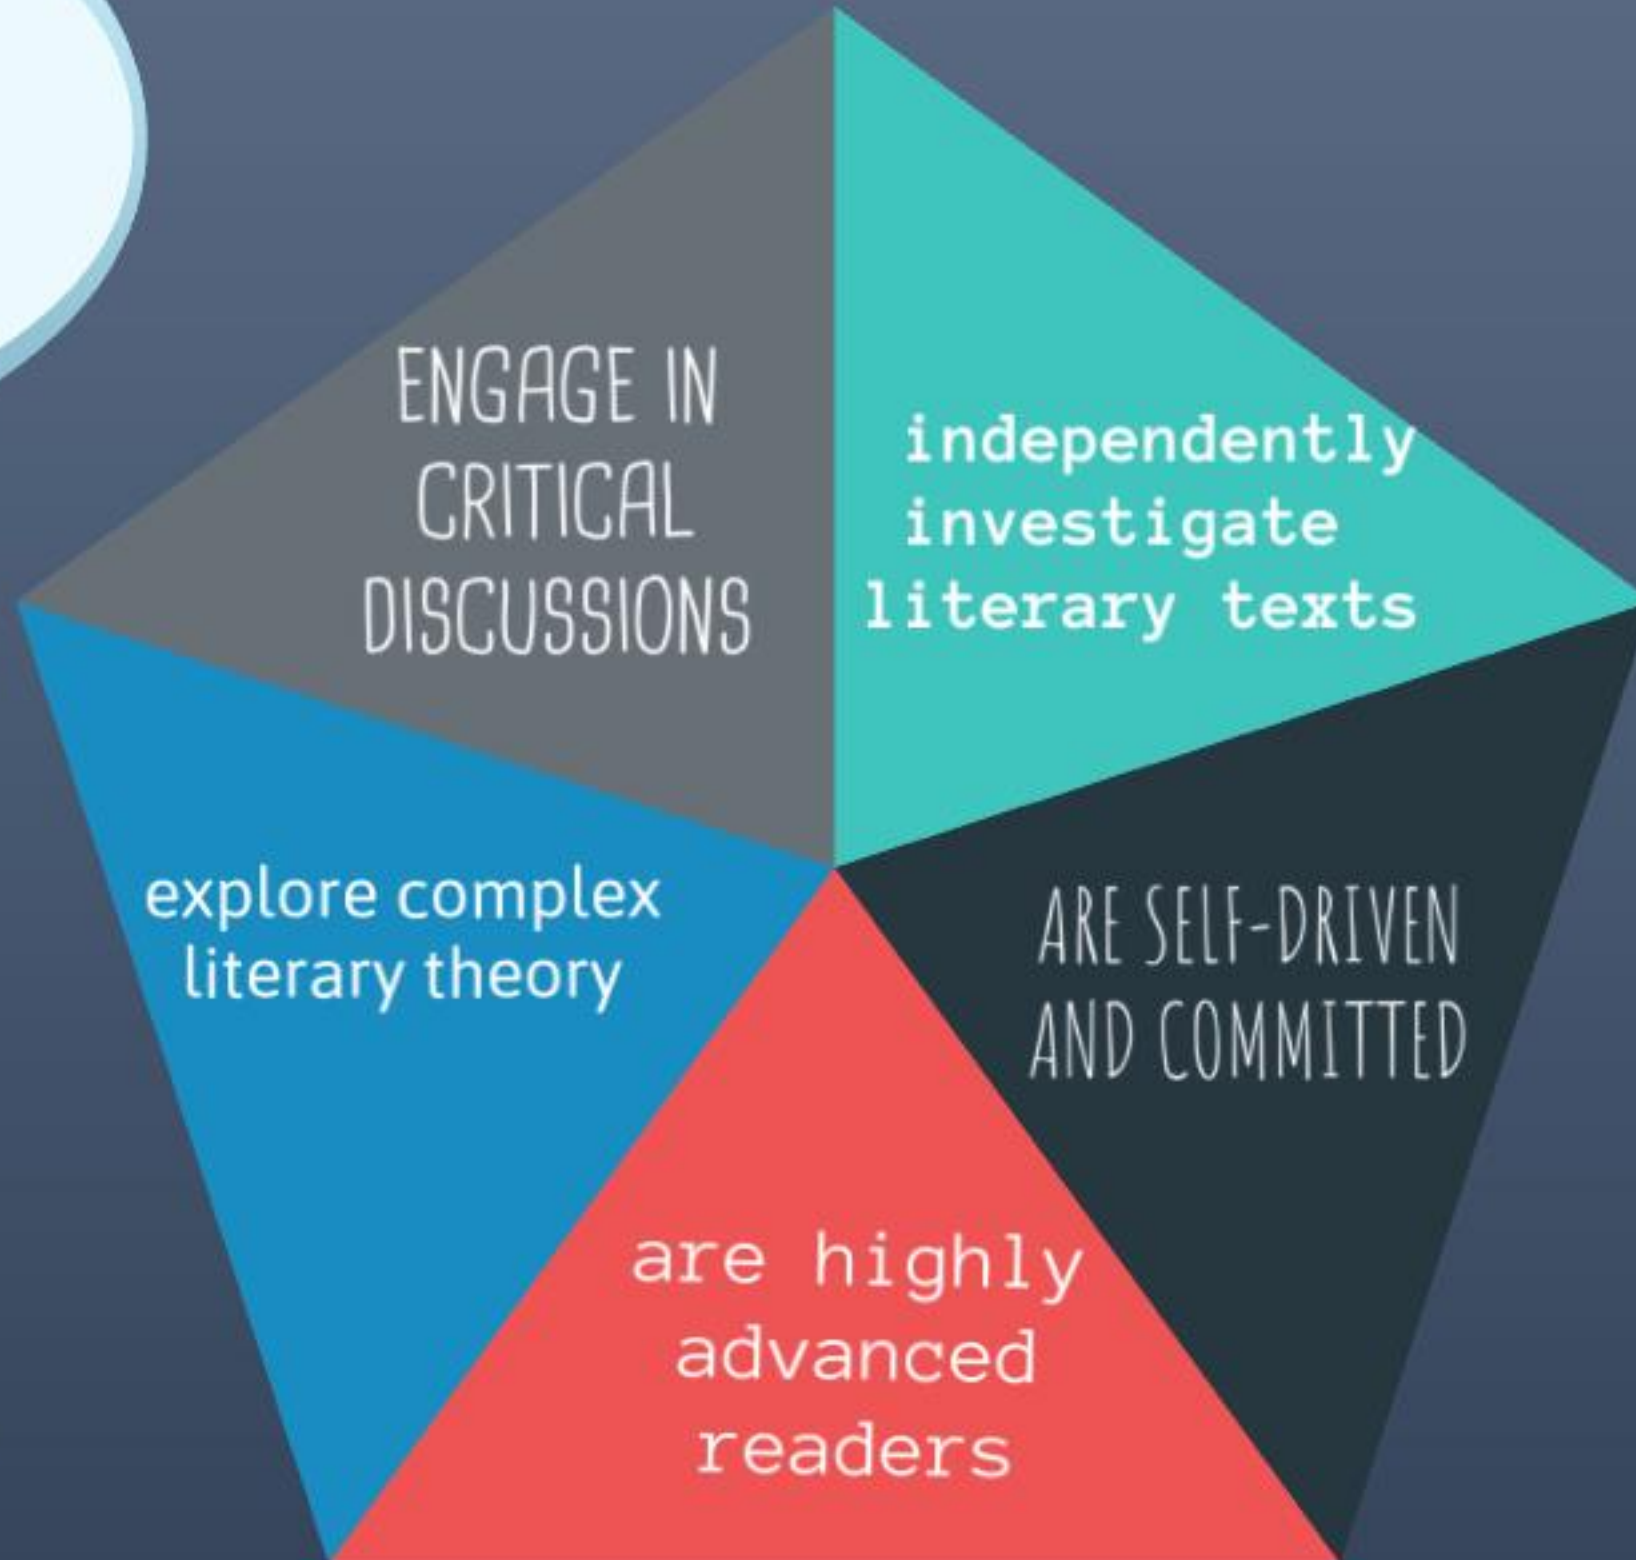 ENGAGE IN
CRITICAL
DISCUSSIONS
independently
investigate
literary texts
explore complex
literary theory
ARE SELF-DRIVEN
AND COMMITTED
are highly
advanced
readers